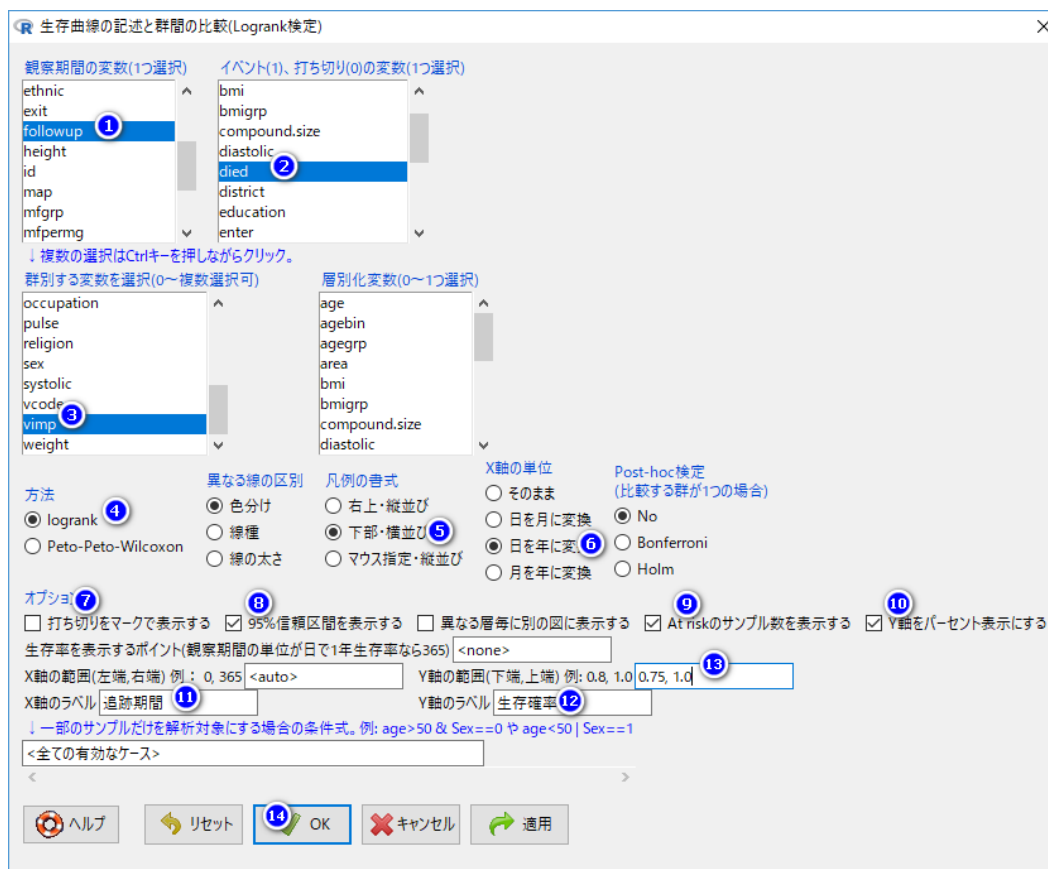 生存曲線の記述と群間の比較(Logrank検定)
観察期間の変数(1つ選択)
ethnic
exit
followup 1
height
id
map
mfgrp
mfpermg
イベント(1)、打ち切り(0)の変数(1つ選択)
bmi
bmigrp
compound.size
diastolic
died 2
district
education
enter
↓複数の選択はCtrlキーを押しながらクリック。
群別する変数を選択(0～複数選択可)
occupation
pulse
religion
sex
systolic
vcode
vimp 3
weight
層別化変数(0～1つ選択)
age
agebin
agegrp
area
bmi
bmigrp
compound.size
diastolic
方法
logrank 4
Peto-Peto-Wilcoxon
異なる線の区別
色分け
線種
線の太さ
凡例の書式
右上・縦並び
下部・横並び 5
マウス指定・縦並び
X軸の単位
そのまま
日を月に変換
日を年に変換 6
月を年に変換
Post-hoc検定
(比較する群が1つの場合)
No
Bonferroni
Holm
オプション 7 8 9 10
打ち切りをマークで表示する 95%信頼区間を表示する 異なる層毎に別の図に表示する At riskのサンプル数を表示する Y軸をパーセント表示にする
生存率を表示するポイント(観察期間の単位が日で1年生存率なら365) <none>
X軸の範囲(左端,右端) 例： 0, 365 <auto> Y軸の範囲(下端,上端) 例: 0.8, 1.0 0.75, 1.0 13
X軸のラベル 追跡期間 11 Y軸のラベル 生存確率 12
↓一部のサンプルだけを解析対象にする場合の条件式。例: age>50 & Sex==0 や age<50 | Sex==1
<全ての有効なケース>
ヘルプ リセット 14 OK キャンセル 適用